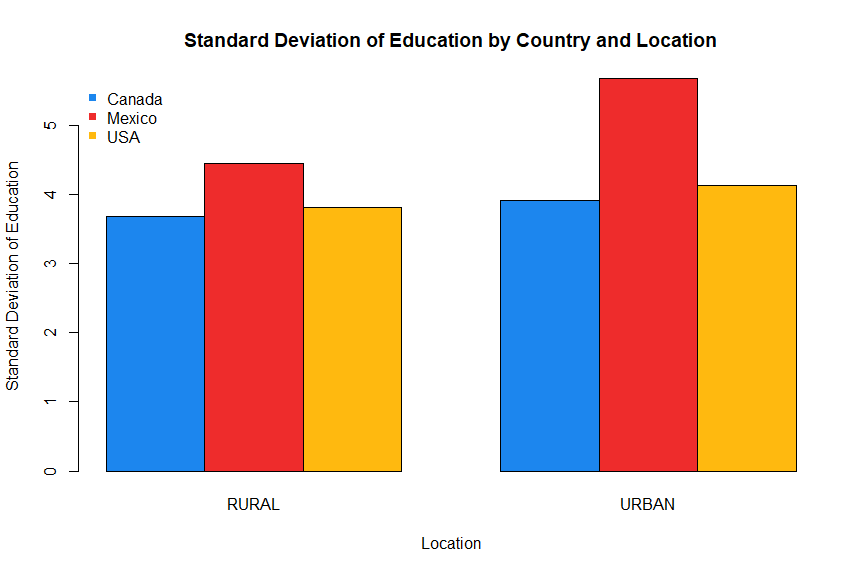 Standard Deviation of Education by Country and Location
Canada
Mexico
USA
Standard Deviation of Education
5
4
3
2
1
0
RURAL
URBAN
Location